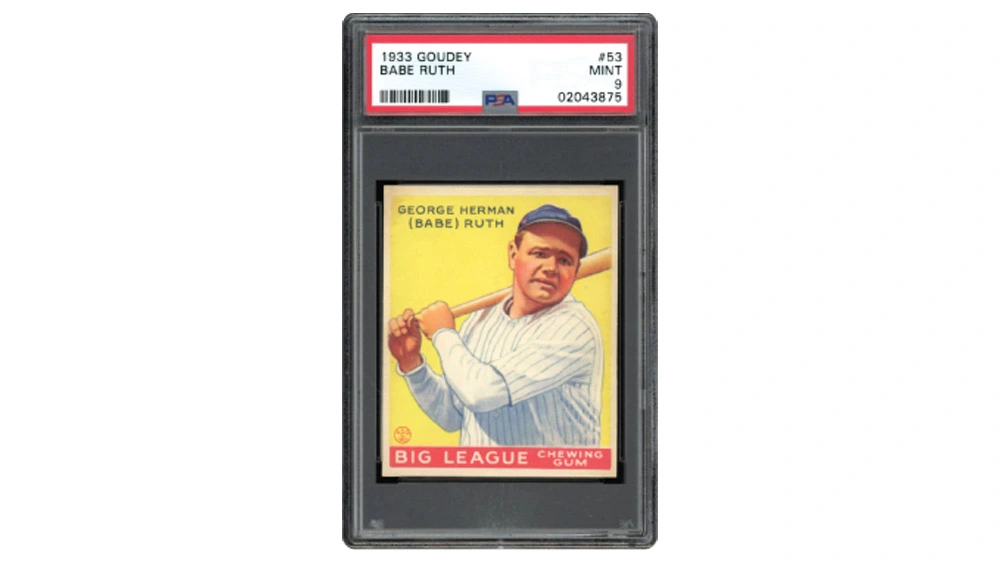 1933 GOUDEY #53
BABE RUTH MINT
9
PSA 02043875
GEORGE HERMAN
(BABE) RUTH
BIG LEAGUE CHEWING GUM